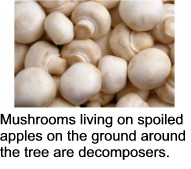 Mushrooms living on spoiled
apples on the ground around
the tree are decomposers.